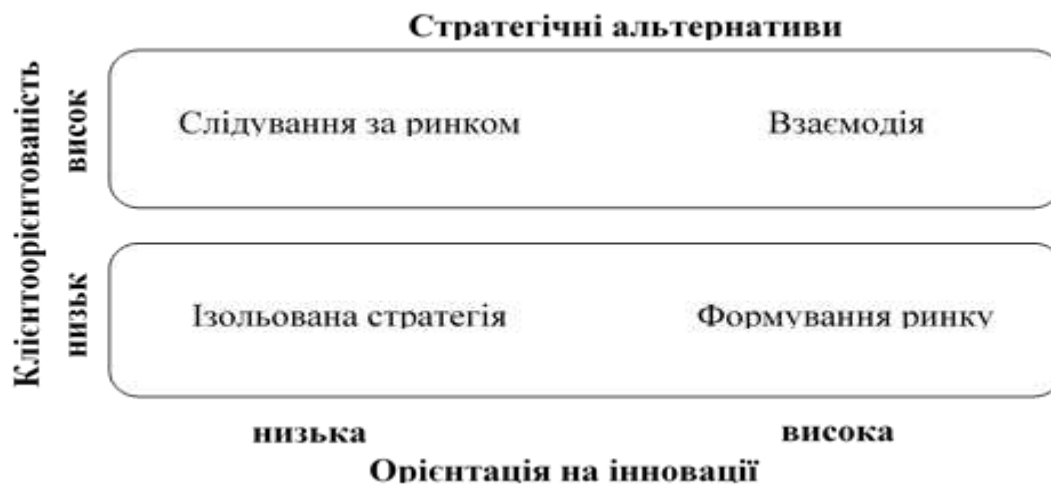 Стратегічні альтернативи
Клієнтоорієнтованість
висок
Слідування за ринком
Взаємодія
низьк
Ізольована стратегія
Формування ринку
низька
висока
Орієнтація на інновації